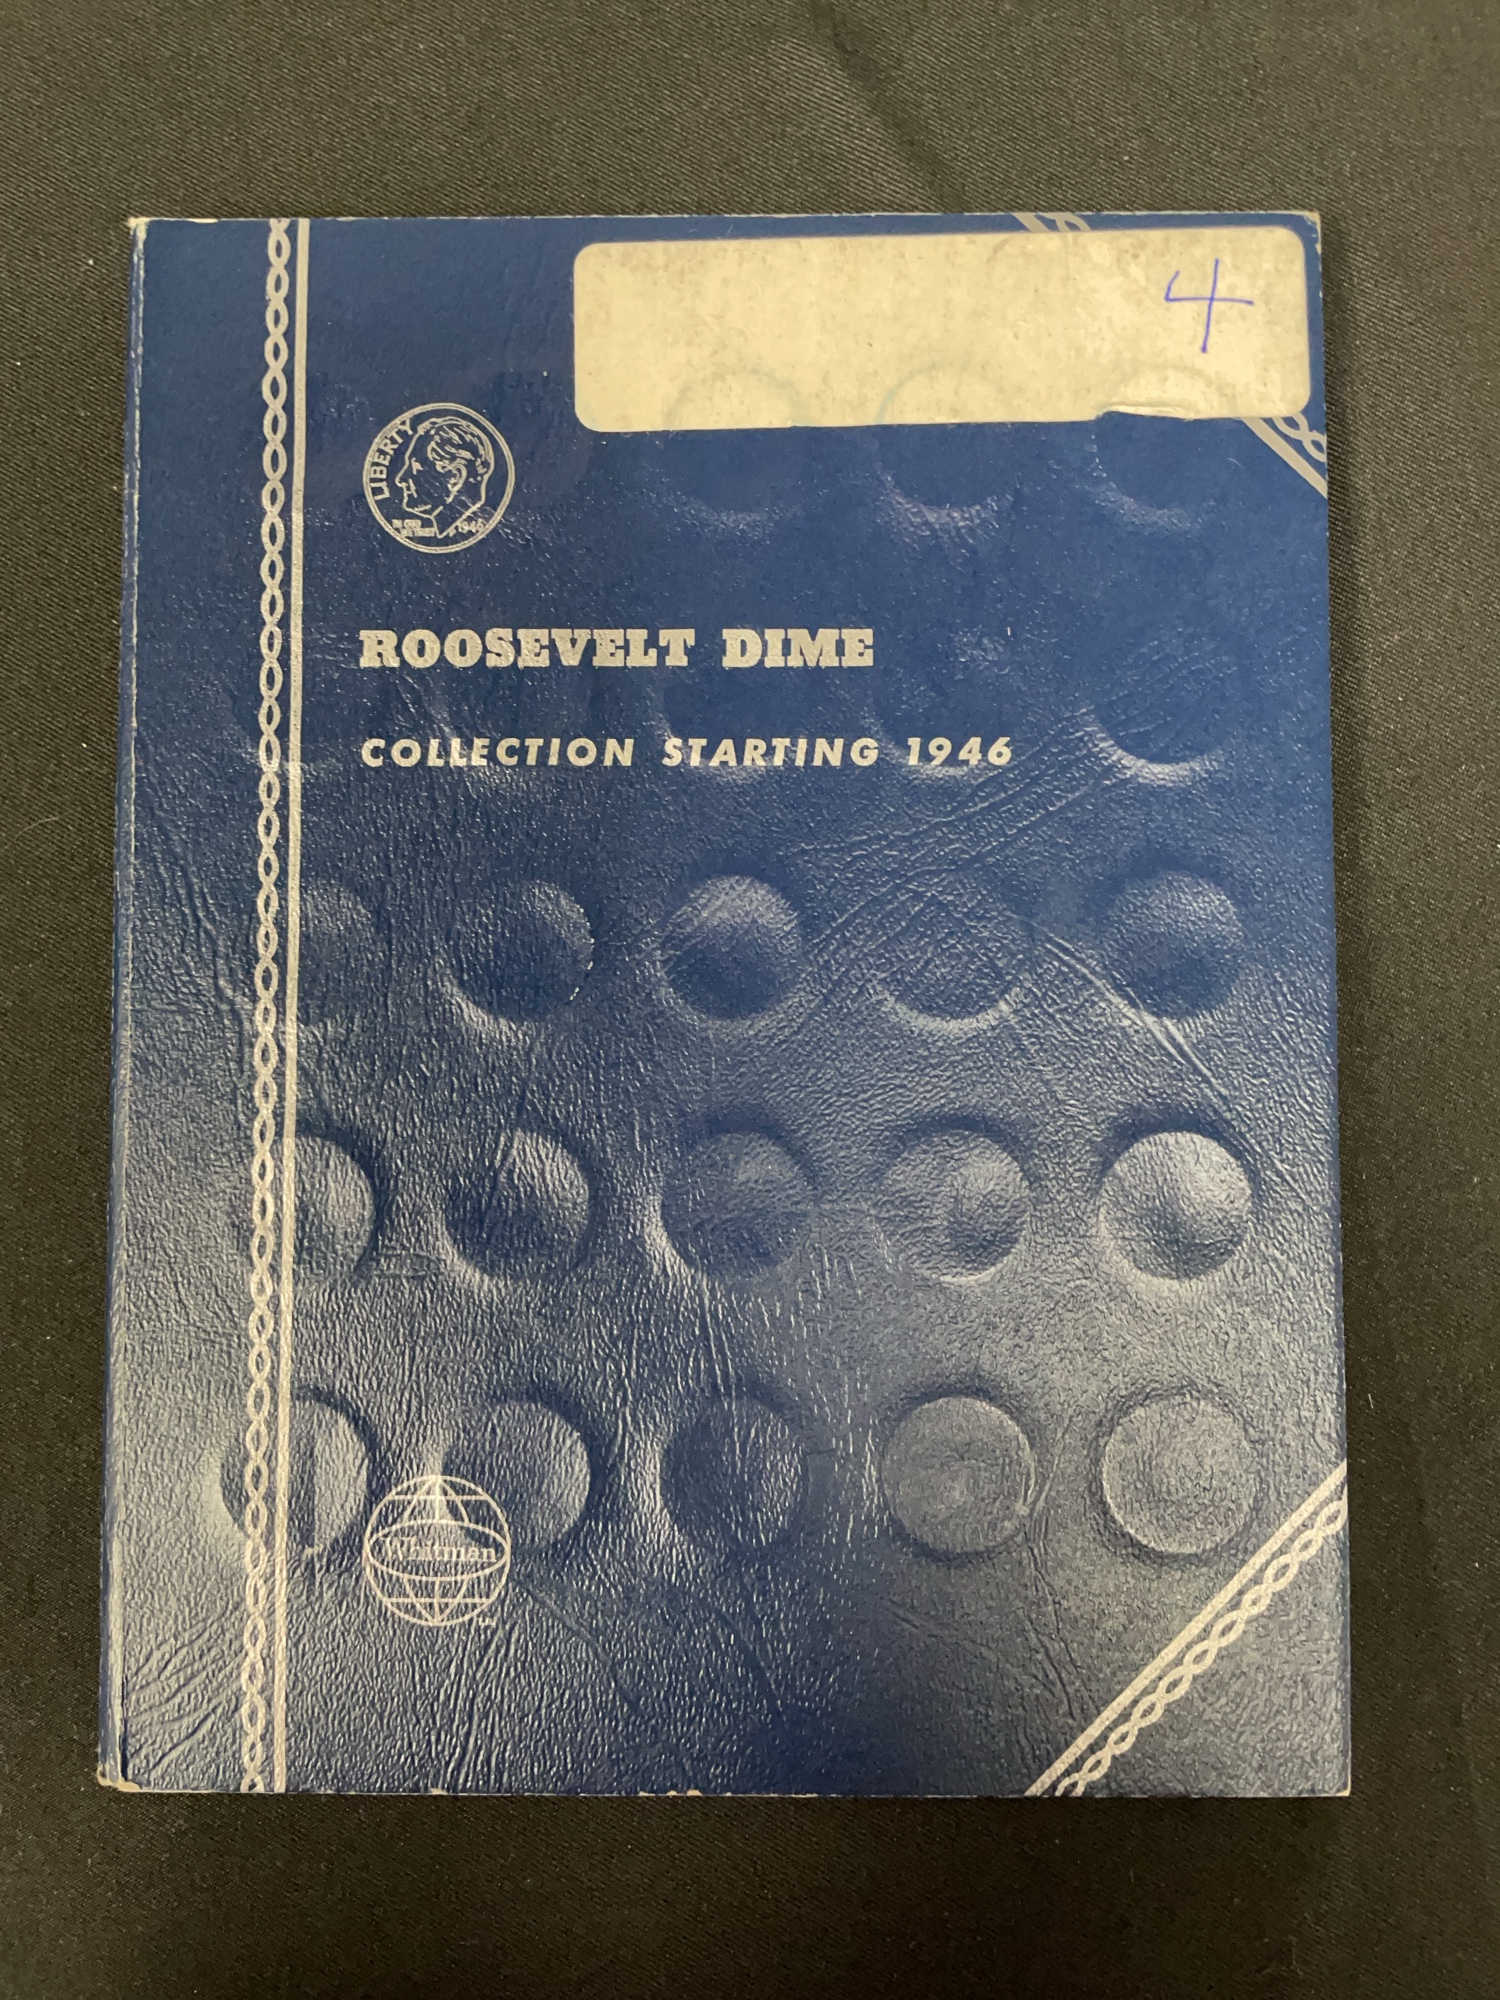 4
LIBERTY
1946
ROOSEVELT DIME
COLLECTION STARTING 1946
Whitman